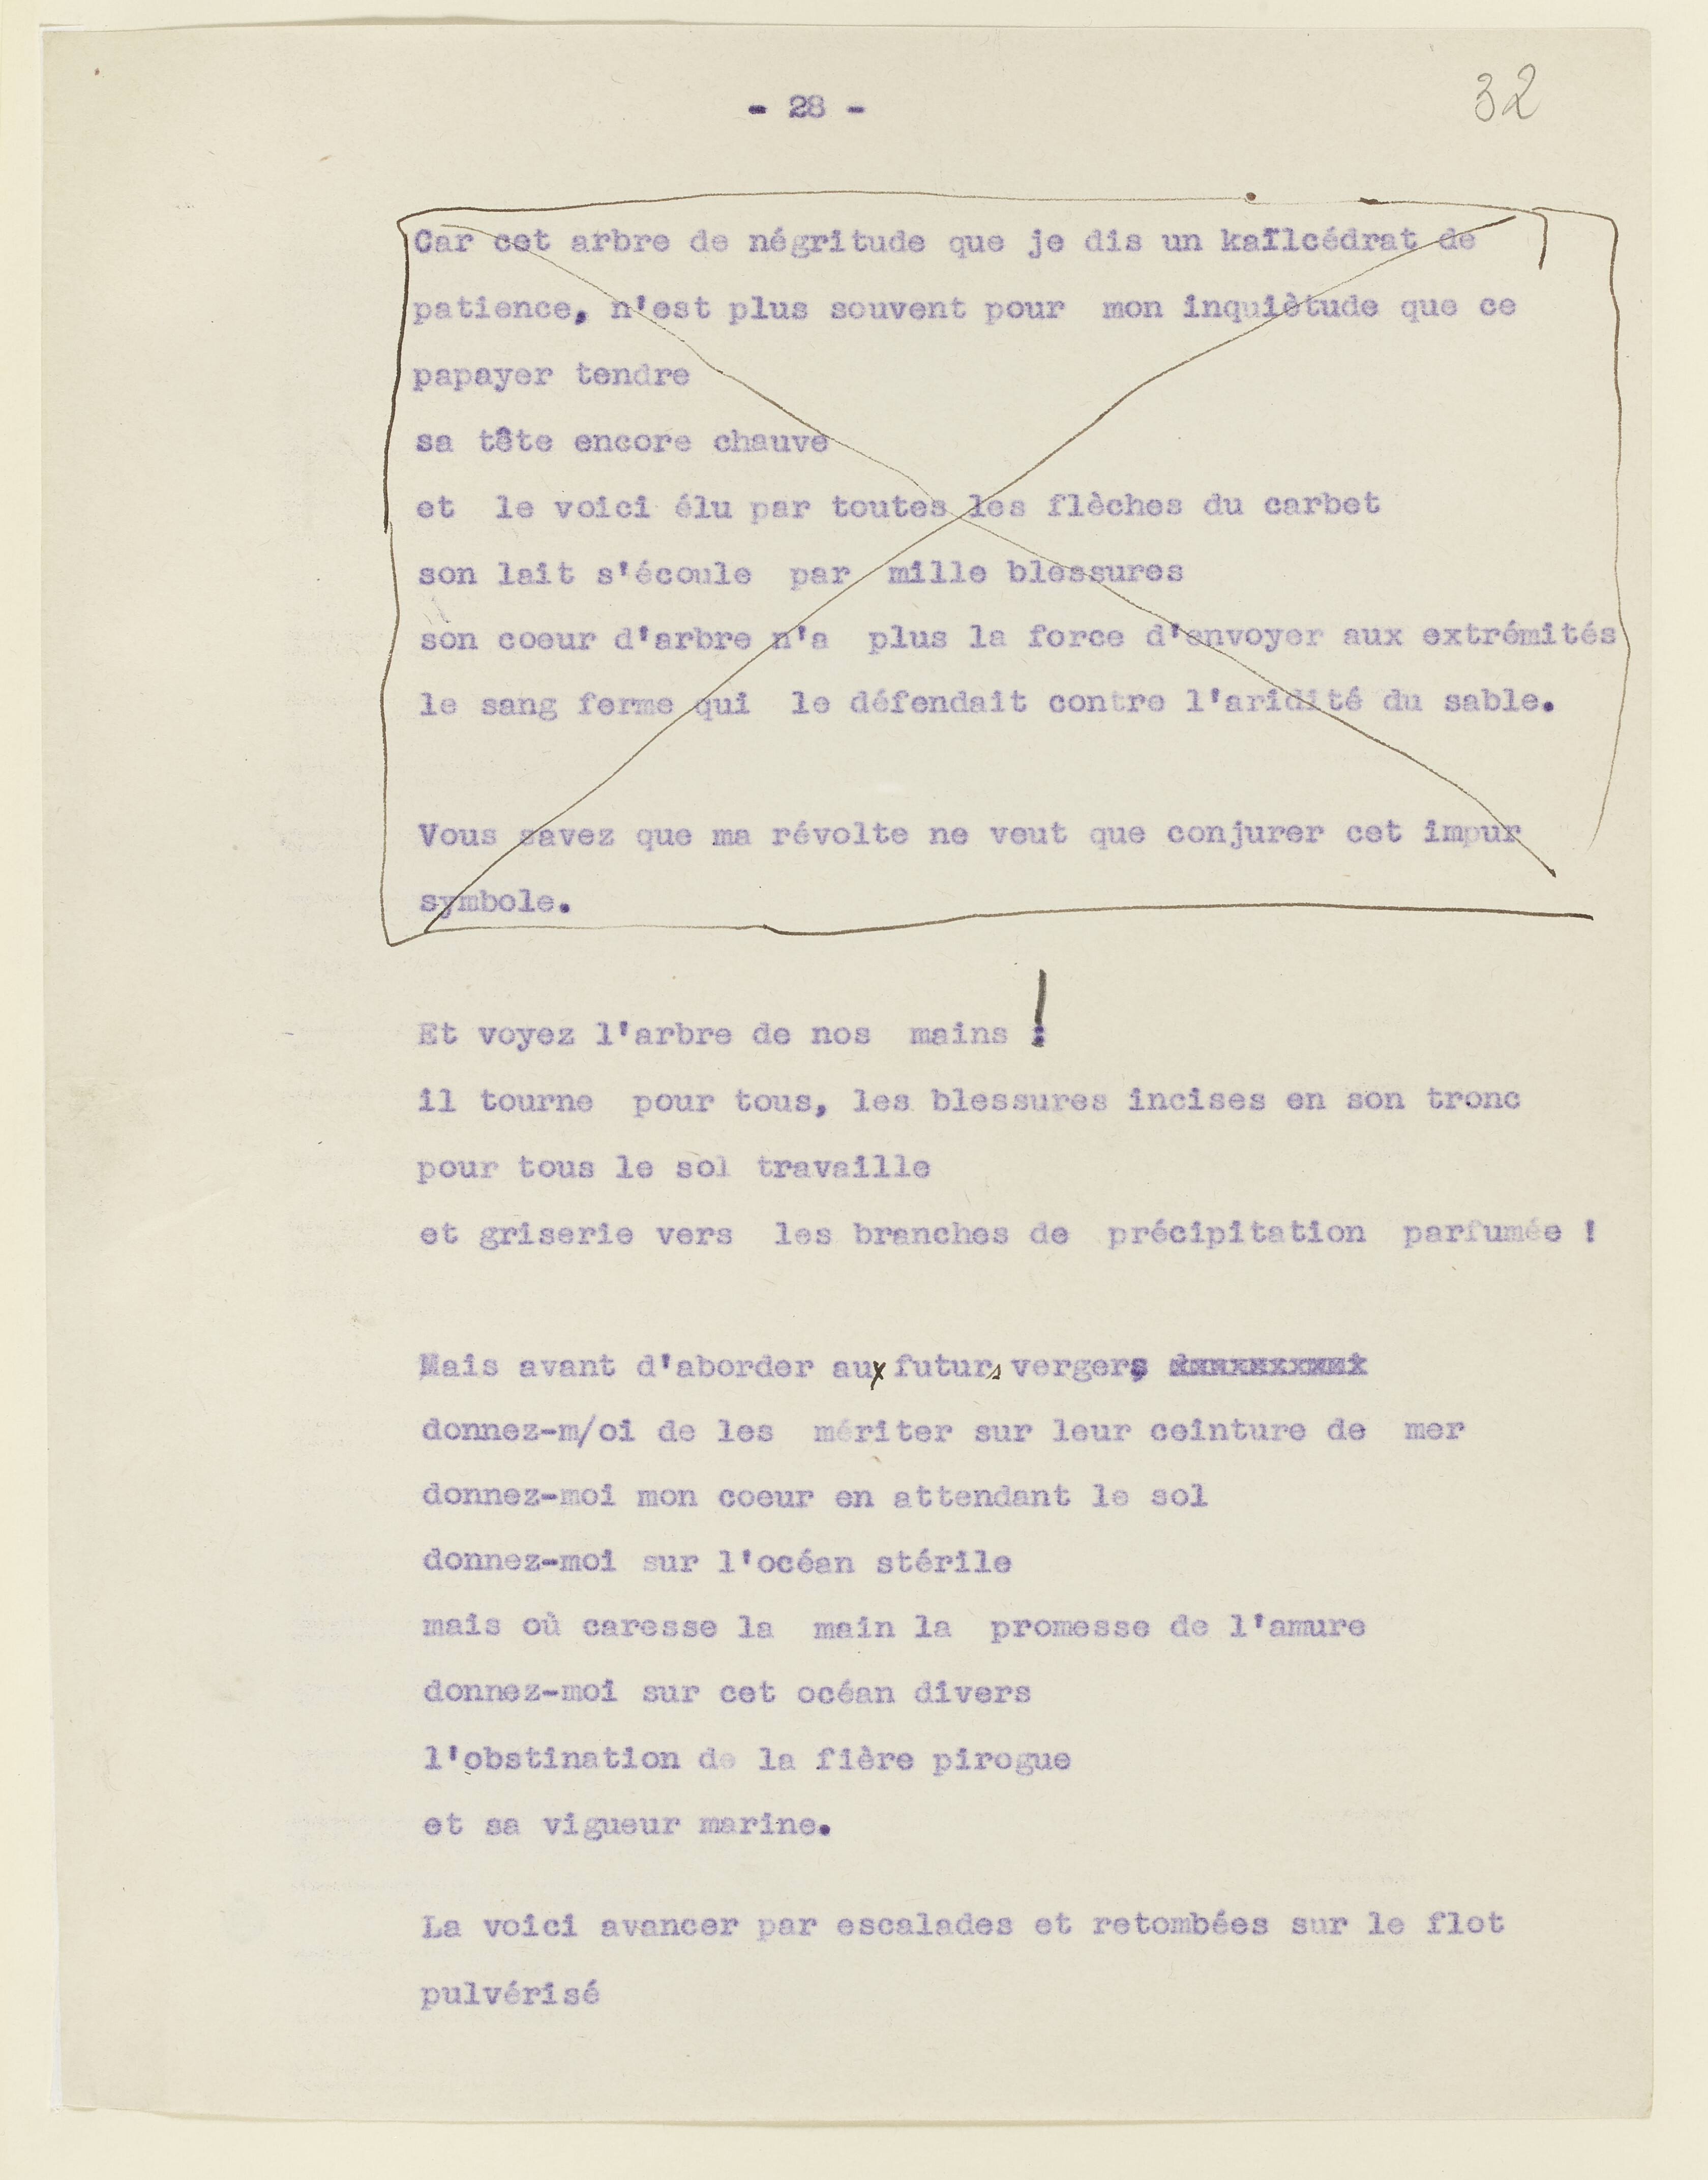 - 28 -
32
Car cet arbre de négritude que je dis un kaïlcédrat de
patience, n'est plus souvent pour mon inquiètude que ce
papayer tendre
sa tête encore chauve
et le voici élu par toutes les flèches du carbet
son lait s'écoule par mille blessures
son coeur d'arbre n'a plus la force d'envoyer aux extrémités
le sang ferme qui le défendait contre l'aridité du sable.
Vous savez que ma révolte ne veut que conjurer cet impur
symbole.
Et voyez l'arbre de nos mains !
il tourne pour tous, les blessures incises en son tronc
pour tous le sol travaille
et griserie vers les branches de précipitation parfumée !
Mais avant d'aborder aux futurs vergers
donnez-m/oi de les mériter sur leur ceinture de mer
donnez-moi mon coeur en attendant le sol
donnez-moi sur l'océan stérile
mais où caresse la main la promesse de l'amure
donnez-moi sur cet océan divers
l'obstination de la fière pirogue
et sa vigueur marine.
La voici avancer par escalades et retombées sur le flot
pulvérisé